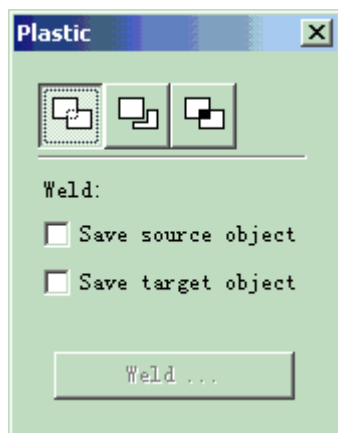 Plastic
Weld:
Save source object
Save target object
Weld ...